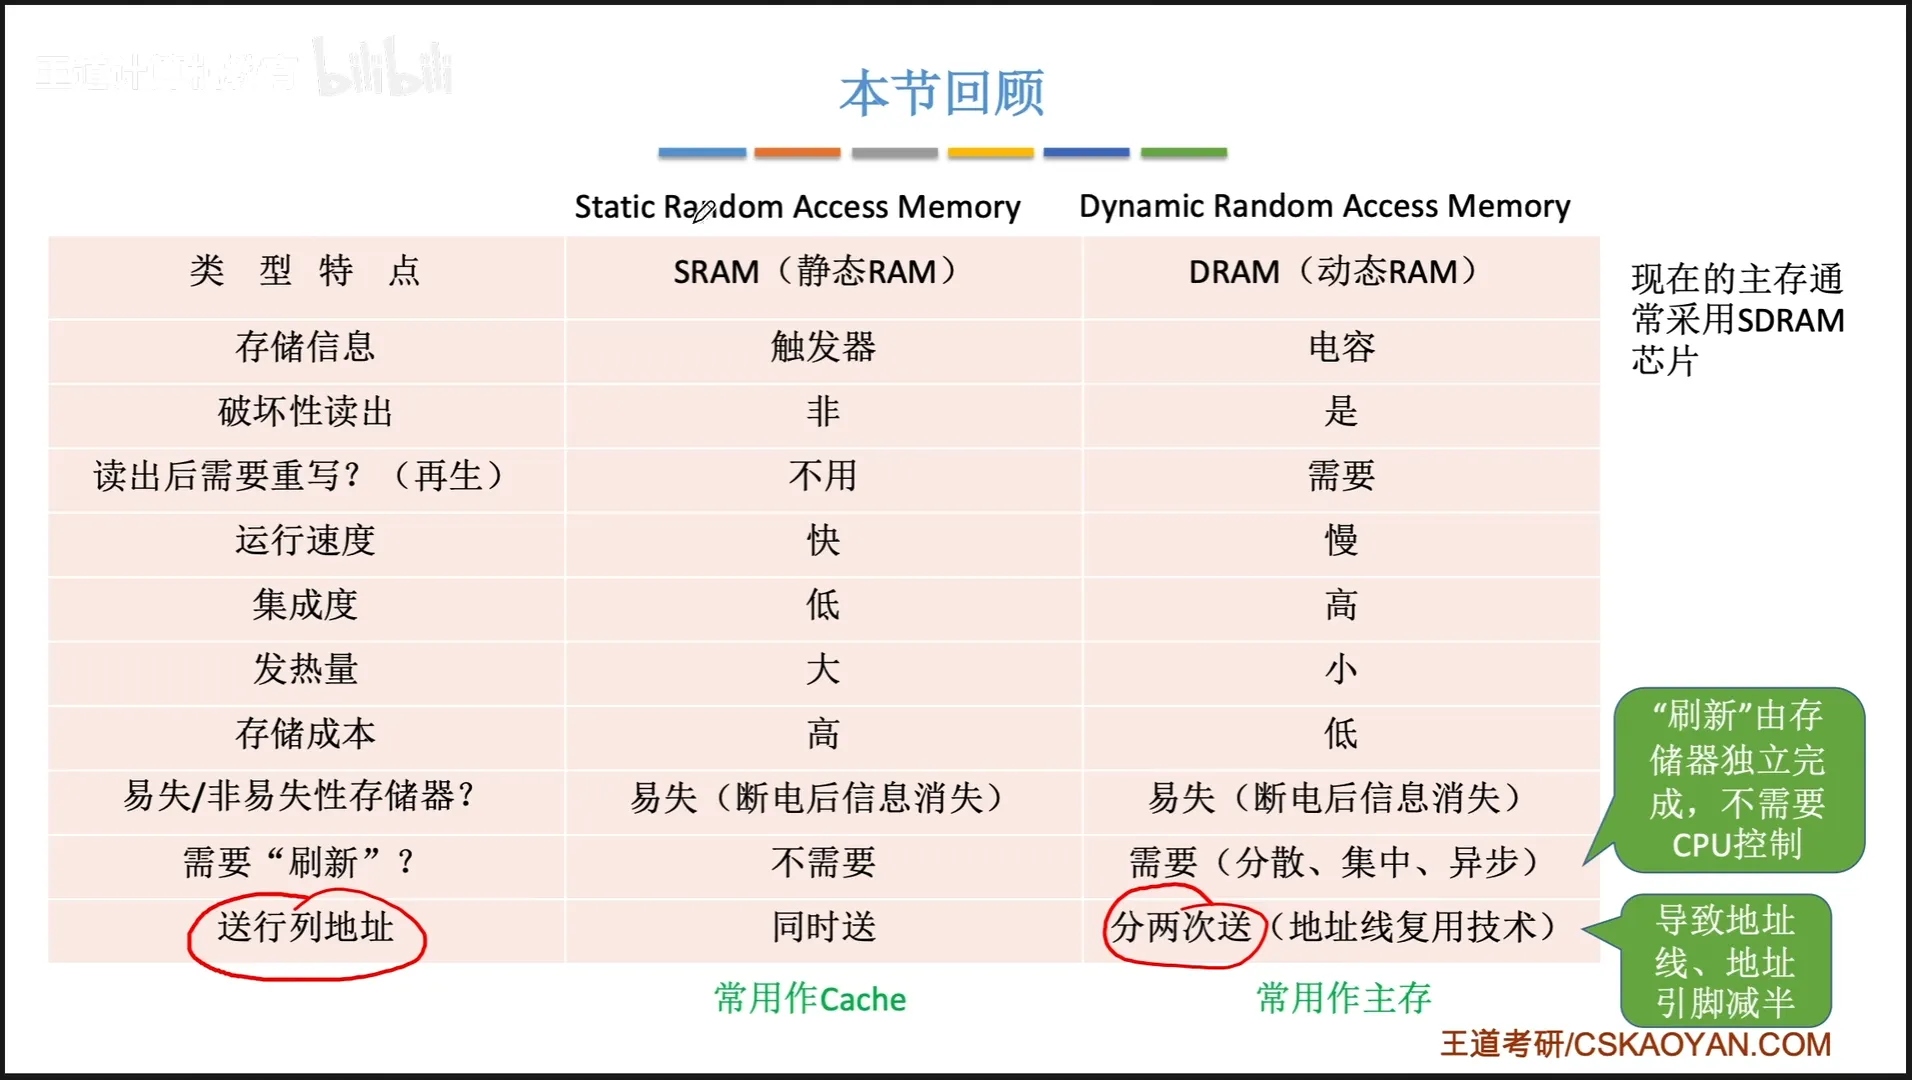 王道计算机教育 bilibili
本节回顾
Static Random Access Memory
Dynamic Random Access Memory
类 型 特 点
SRAM（静态RAM）
DRAM（动态RAM）
存储信息
触发器
电容
破坏性读出
非
是
读出后需要重写？（再生）
不用
需要
运行速度
快
慢
集成度
低
高
发热量
大
小
存储成本
高
低
易失/非易失性存储器？
易失（断电后信息消失）
易失（断电后信息消失）
需要“刷新”？
不需要
需要（分散、集中、异步）
送行列地址
同时送
分两次送（地址线复用技术）
常用作Cache
常用作主存
现在的主存通
常采用SDRAM
芯片
“刷新”由存
储器独立完
成，不需要
CPU控制
导致地址
线、地址
引脚减半
王道考研/CSKAOYAN.COM